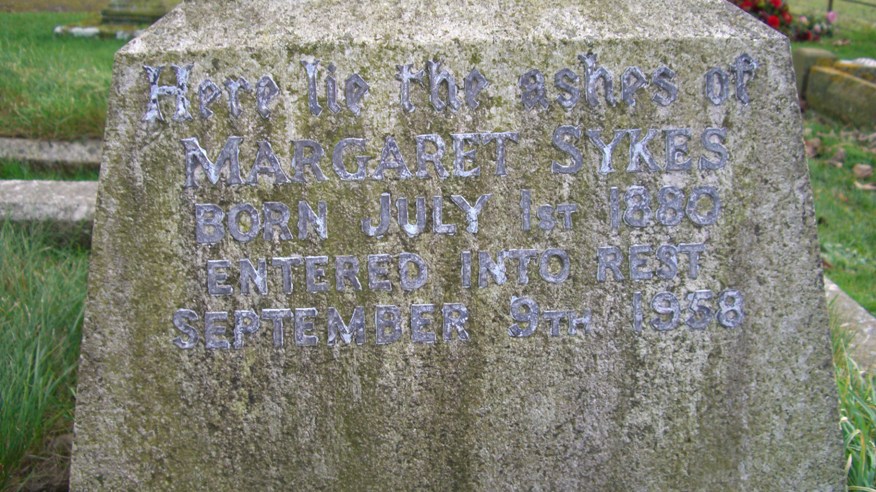 Here lie the ashes of
MARGARET SYKES
BORN JULY 1ST 1880
ENTERED INTO REST
SEPTEMBER 9TH 1958